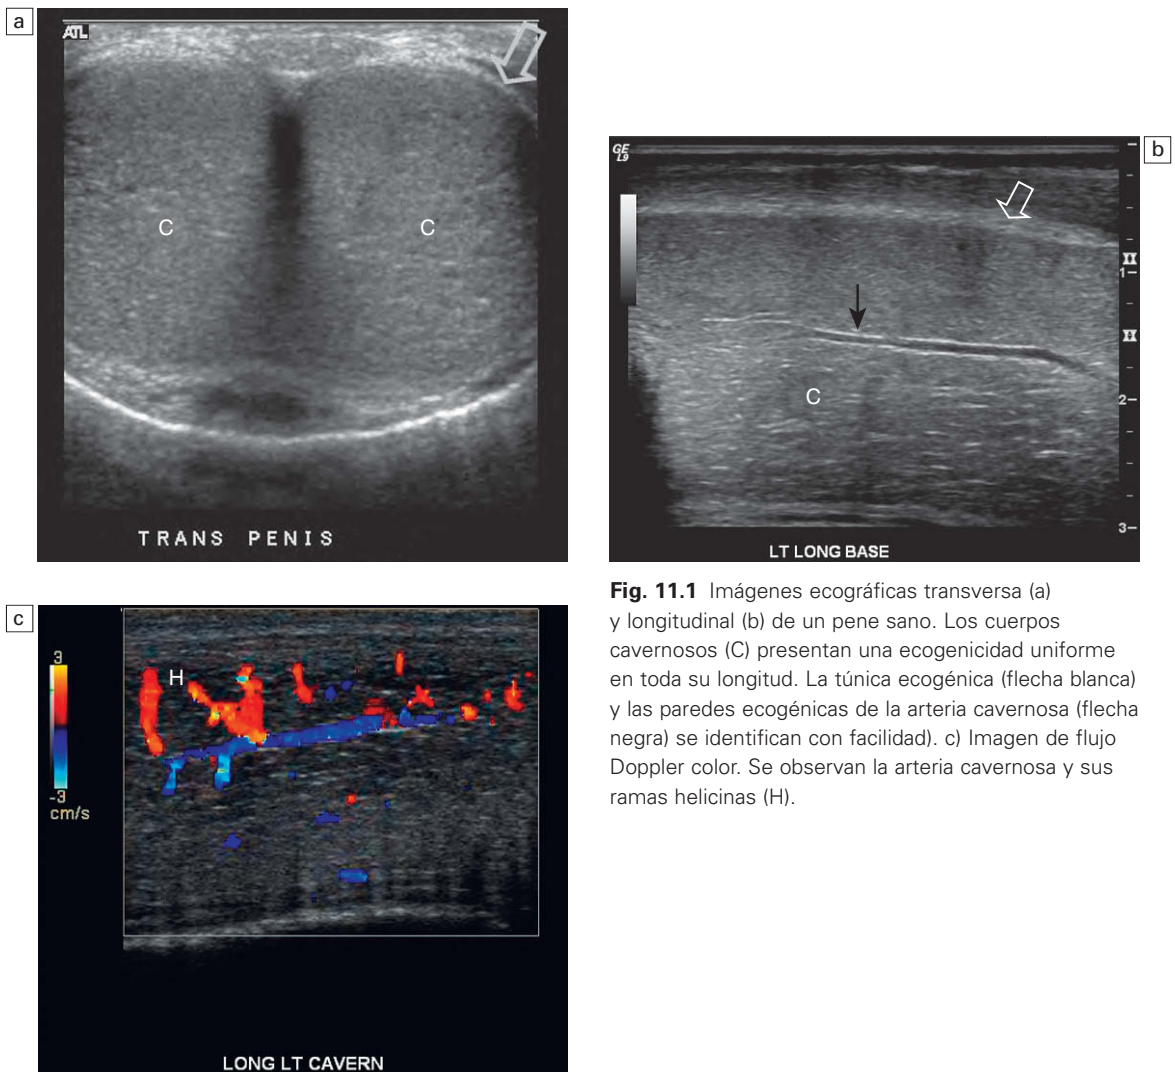 a
ATL
C
C
TRANS PENIS
b
GE
L9
1
C
2
3
LT LONG BASE
Fig. 11.1 Imágenes ecográficas transversa (a)
y longitudinal (b) de un pene sano. Los cuerpos
cavernosos (C) presentan una ecogenicidad uniforme
en toda su longitud. La túnica ecogénica (flecha blanca)
y las paredes ecogénicas de la arteria cavernosa (flecha
negra) se identifican con facilidad). c) Imagen de flujo
Doppler color. Se observan la arteria cavernosa y sus
ramas helicinas (H).
c
3
H
-3
cm/s
LONG LT CAVERN